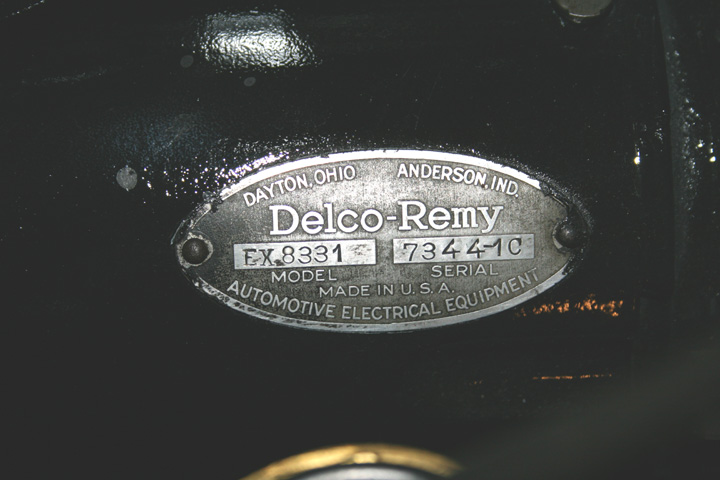 DAYTON, OHIO ANDERSON, IND.
Delco-Remy
EX.8331 7344-1C
MODEL SERIAL
MADE IN U.S.A.
AUTOMOTIVE ELECTRICAL EQUIPMENT